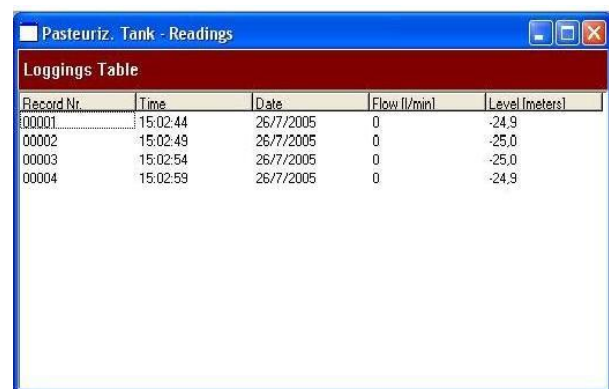 Pasteuriz. Tank - Readings
Loggings Table
Record Nr. Time Date Flow [l/min] Level [meters]
00001 15:02:44 26/7/2005 0 -24,9
00002 15:02:49 26/7/2005 0 -25,0
00003 15:02:54 26/7/2005 0 -25,0
00004 15:02:59 26/7/2005 0 -24,9